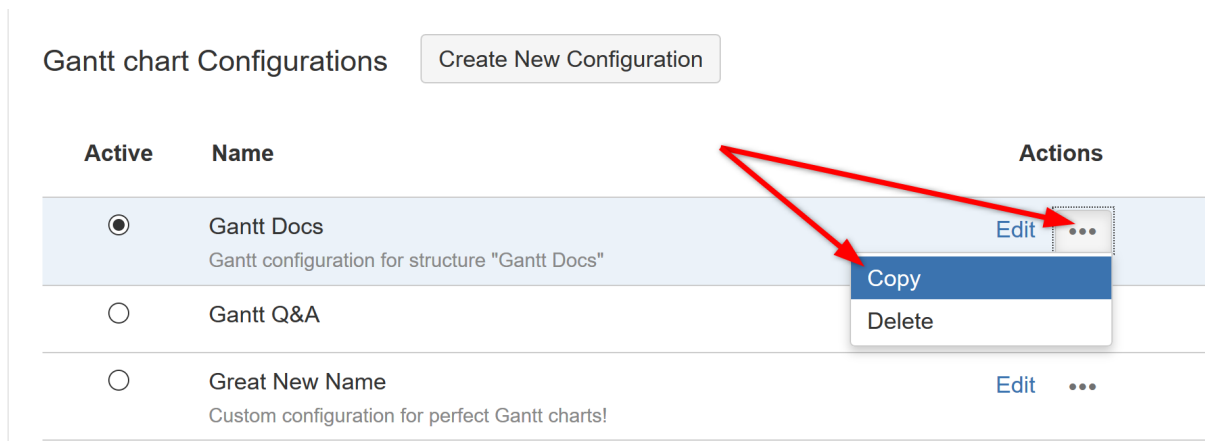 Gantt chart Configurations Create New Configuration
Active Name Actions
Gantt Docs Edit •••
Gantt configuration for structure "Gantt Docs"
Copy
Gantt Q&A
Delete
Great New Name Edit •••
Custom configuration for perfect Gantt charts!